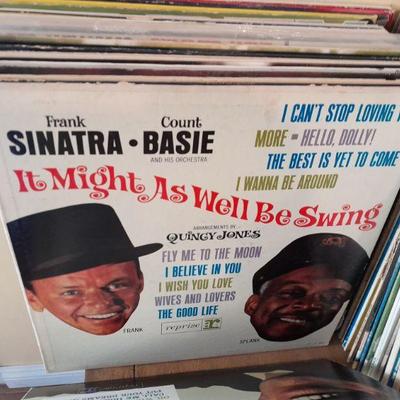 Frank
SINATRA • 
Count
BASIE
AND HIS ORCHESTRA
I CAN'T STOP LOVING
MORE = HELLO, DOLLY!
THE BEST IS YET TO COME
I WANNA BE AROUND
It Might As Well Be Swing
ARRANGEMENTS BY
QUINCY JONES
FLY ME TO THE MOON
I BELIEVE IN YOU
I WISH YOU LOVE
WIVES AND LOVERS
THE GOOD LIFE
FRANK
reprise
SPLANK